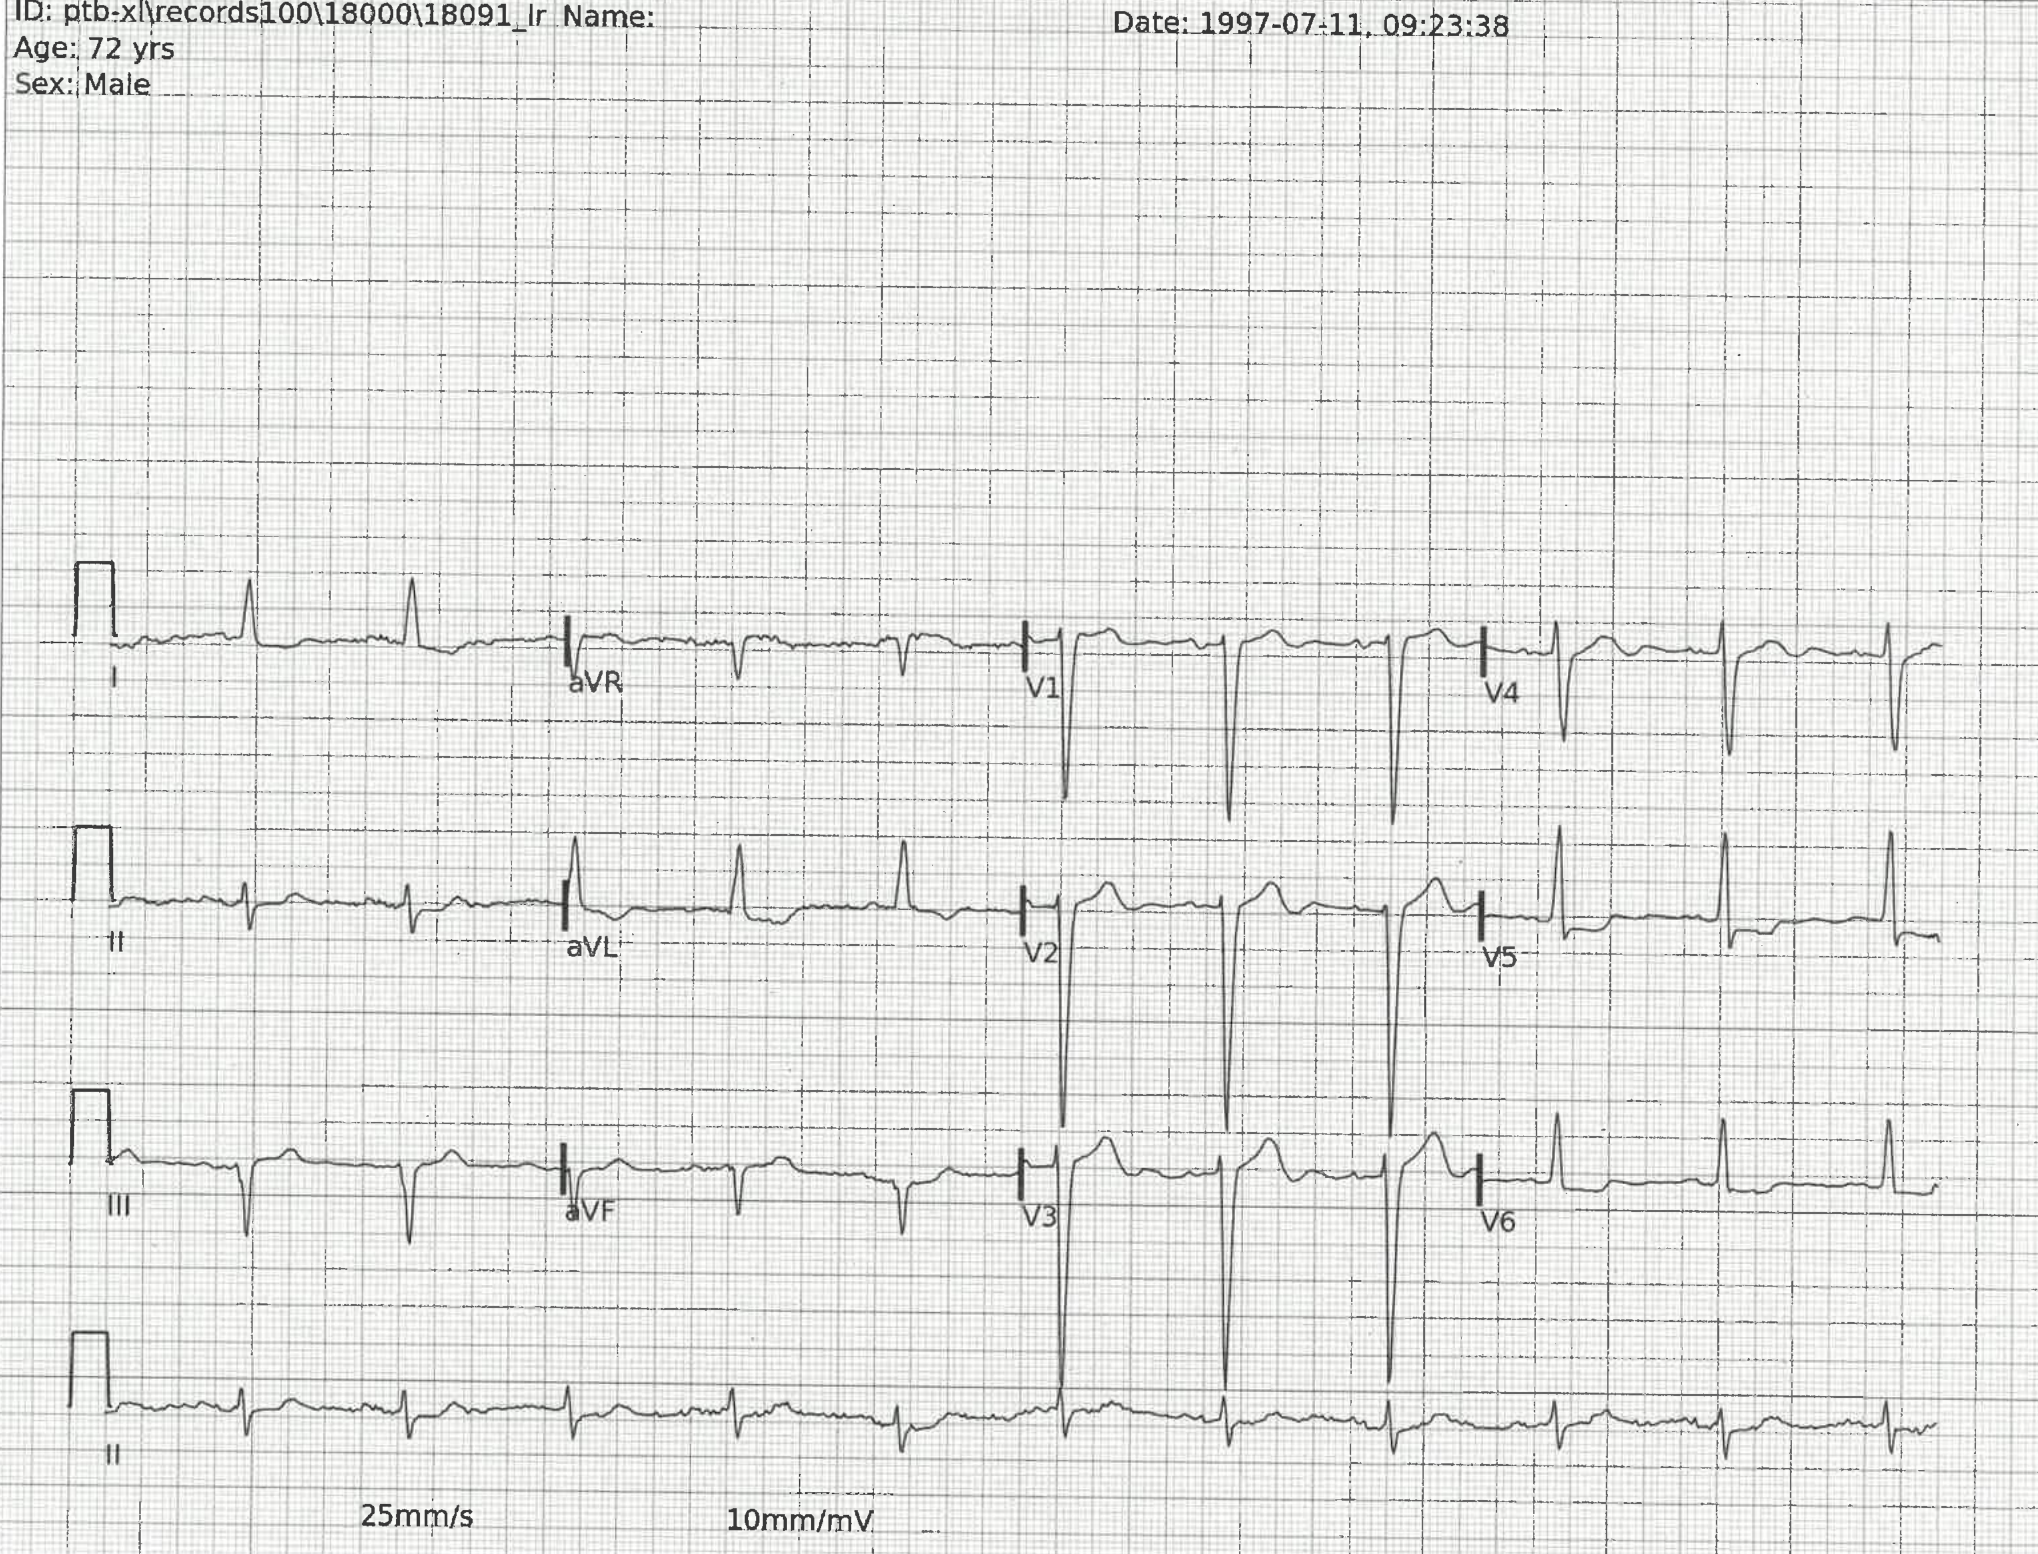 ID: ptb-xl\records100\18000\18091_lr Name:
Date: 1997-07-11, 09:23:38
Age: 72 yrs
Sex: Male
I
aVR
V1
V4
II
aVL
V2
V5
III
aVF
V3
V6
II
25mm/s
10mm/mV